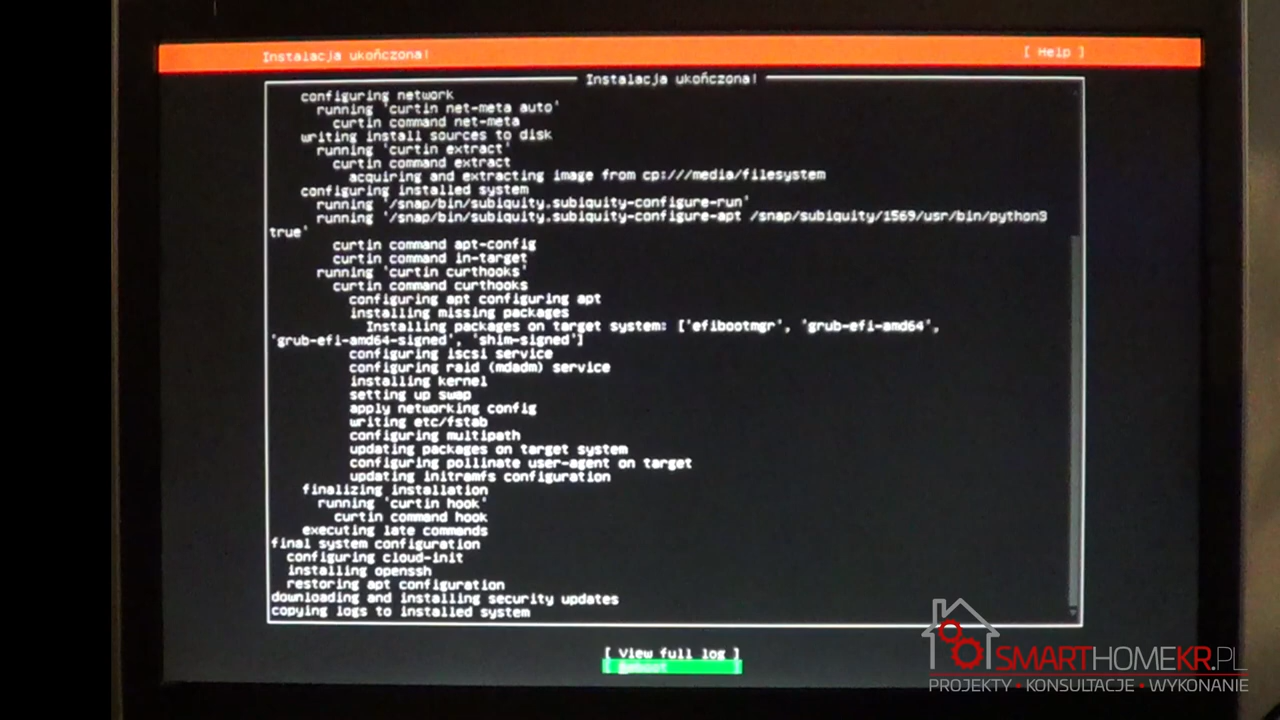 Instalacja ukończona!
[ Help ]
Instalacja ukończona!
configuring network
running 'curtin net-meta auto'
curtin command net-meta
writing install sources to disk
running 'curtin extract'
curtin command extract
acquiring and extracting image from cp:///media/filesystem
configuring installed system
running '/snap/bin/subiquity.subiquity-configure-run'
running '/snap/bin/subiquity.subiquity-configure-apt /snap/subiquity/1569/usr/bin/python3
true'
curtin command apt-config
curtin command in-target
running 'curtin curthooks'
curtin command curthooks
configuring apt configuring apt
installing missing packages
Installing packages on target system: ['efibootmgr', 'grub-efi-amd64',
'grub-efi-amd64-signed', 'shim-signed']
configuring iscsi service
configuring raid (mdadm) service
installing kernel
setting up swap
apply networking config
writing etc/fstab
configuring multipath
updating packages on target system
configuring pollinate user-agent on target
updating initramfs configuration
finalizing installation
running 'curtin hook'
curtin command hook
executing late commands
final system configuration
configuring cloud-init
installing openssh
restoring apt configuration
downloading and installing security updates
copying logs to installed system
[ View full log ]
[ Reboot
SMARTHOMEKR.PL
PROJEKTY • KONSULTACJE • WYKONANIE